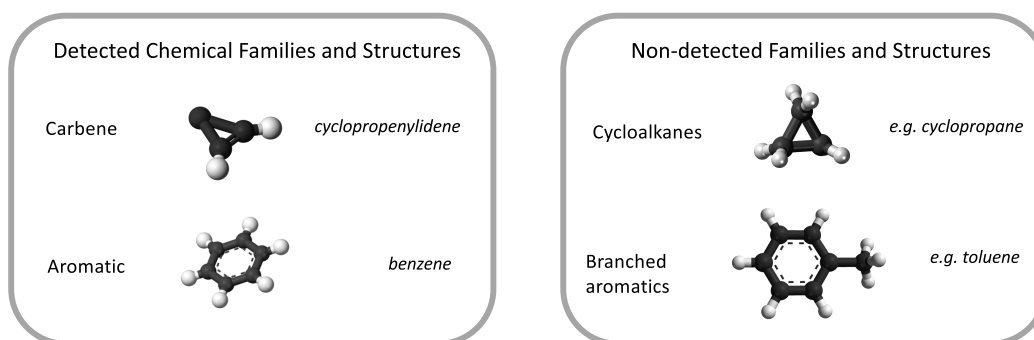 Detected Chemical Families and Structures
Carbene
cyclopropenylidene
Aromatic
benzene
Non-detected Families and Structures
Cycloalkanes
e.g. cyclopropane
Branched
aromatics
e.g. toluene